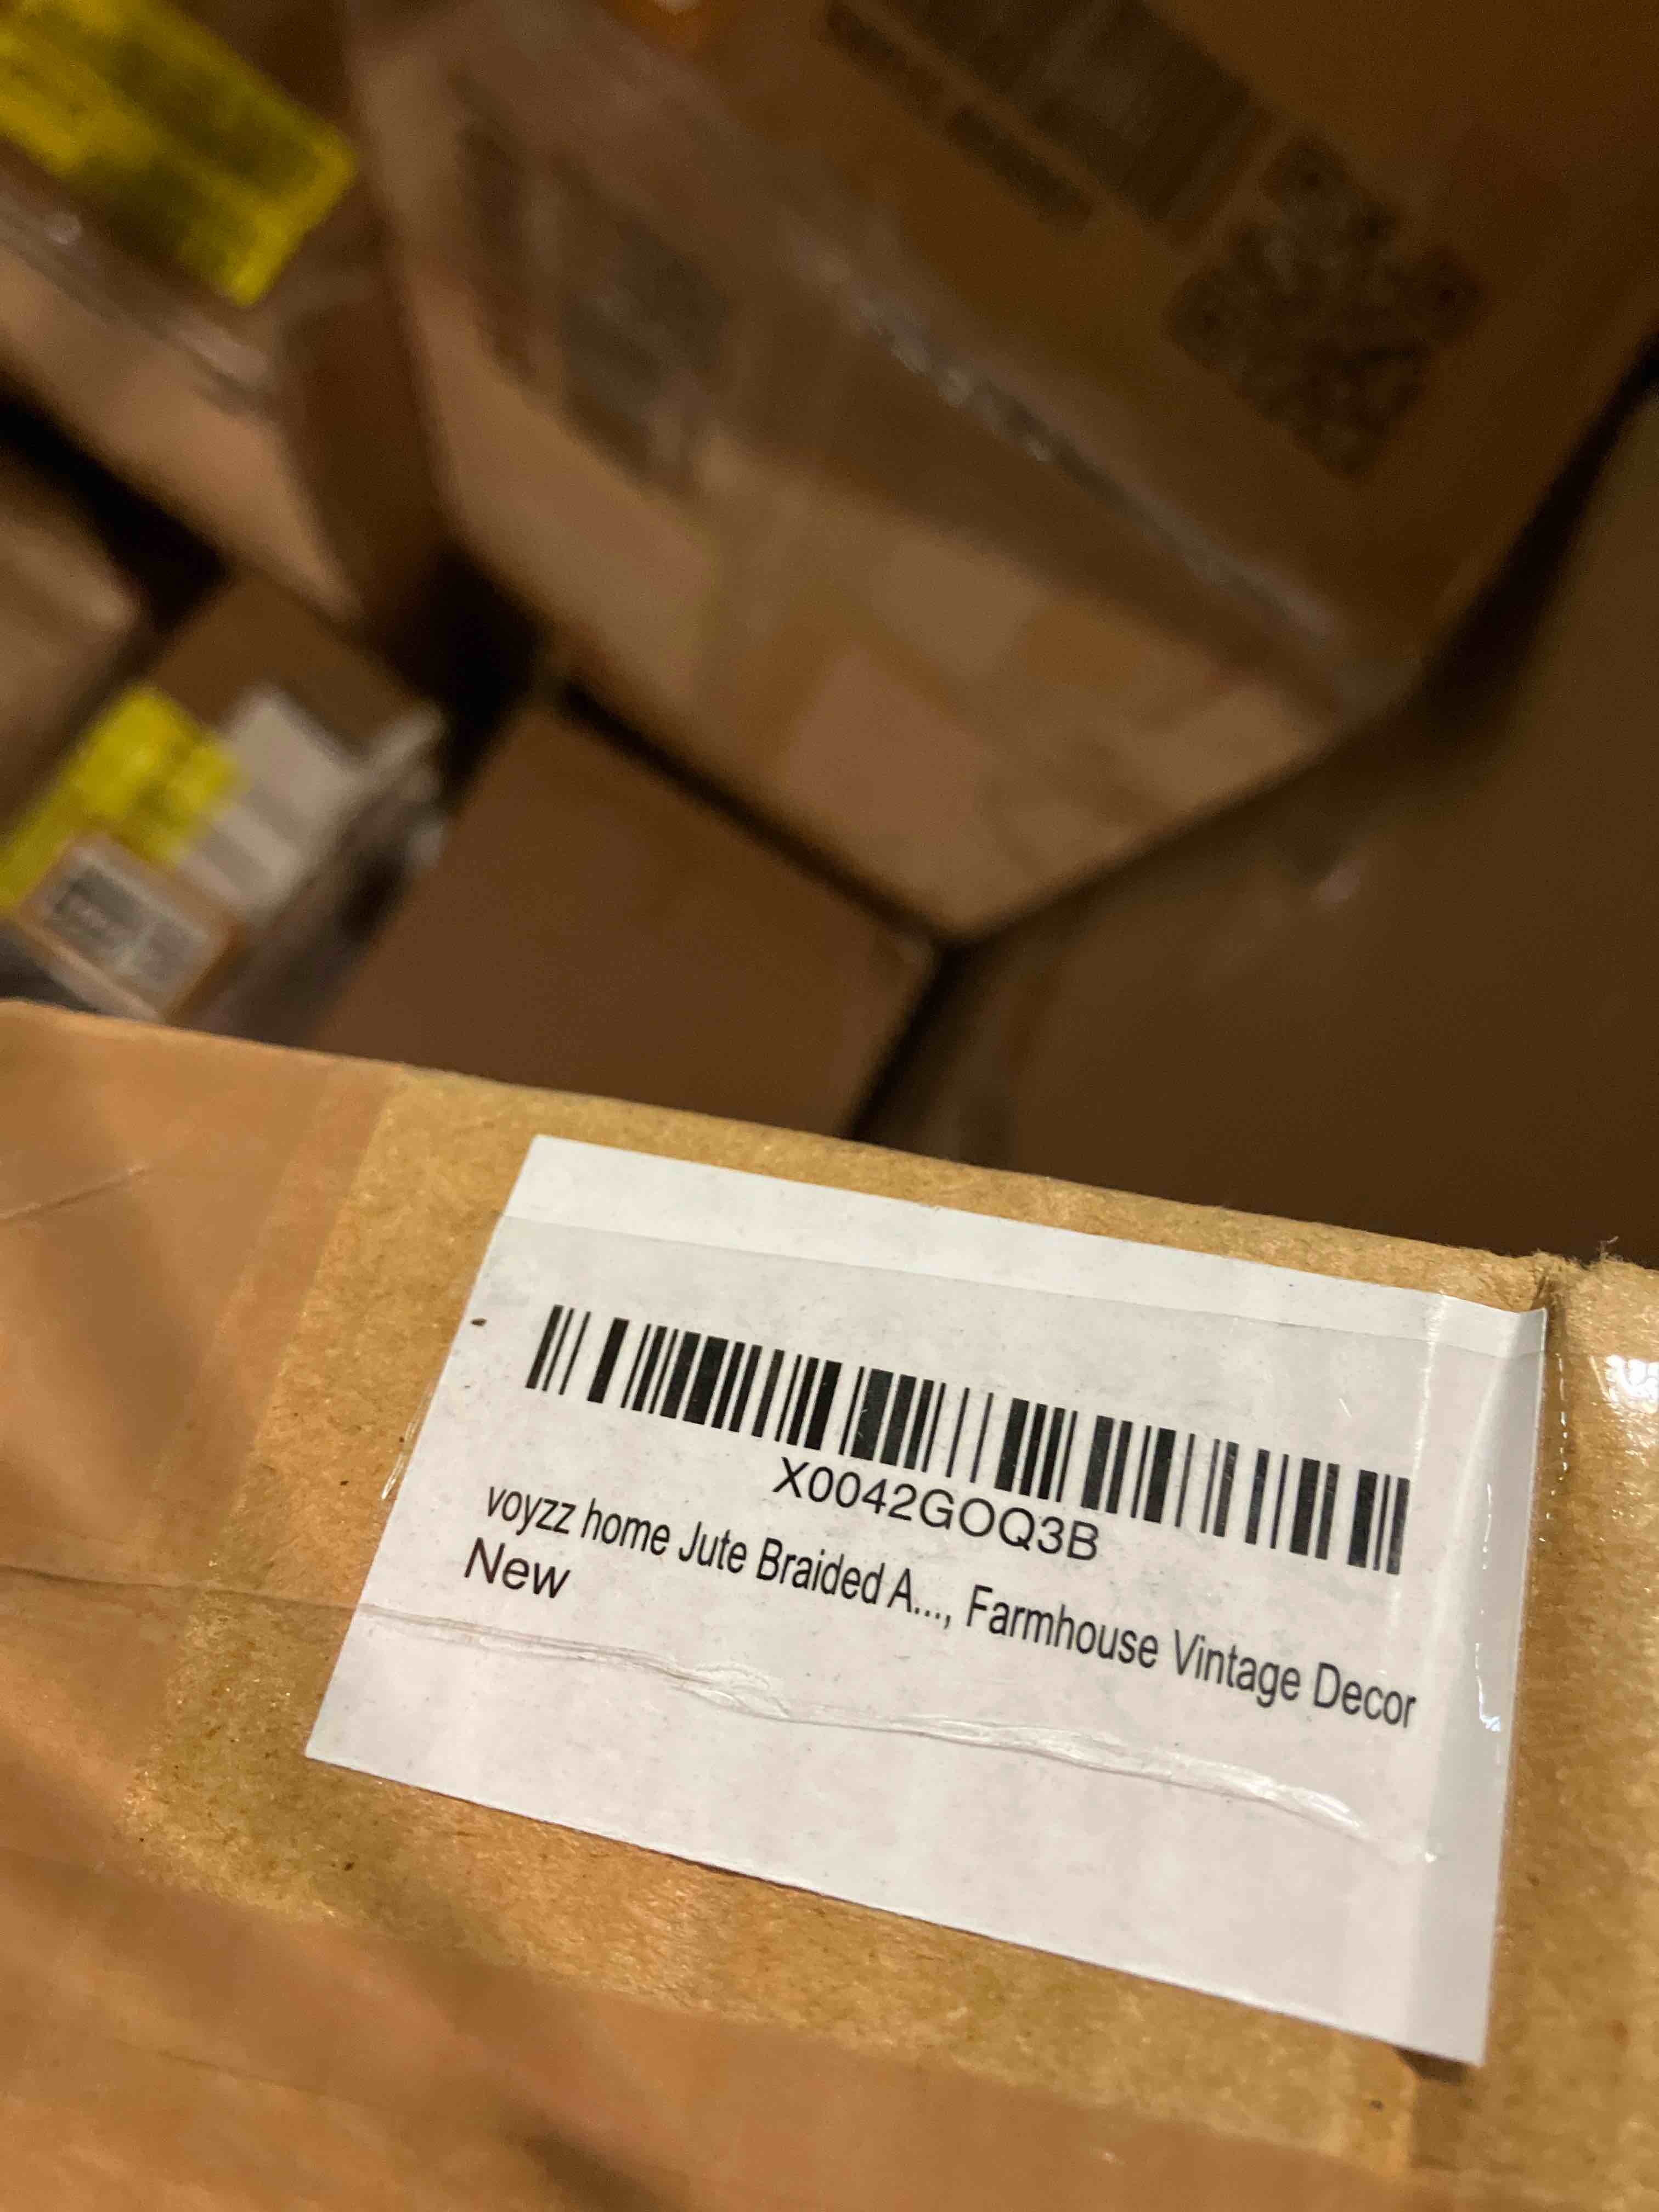 X0042GOQ3B
voyzz home Jute Braided A..., Farmhouse Vintage Decor
New